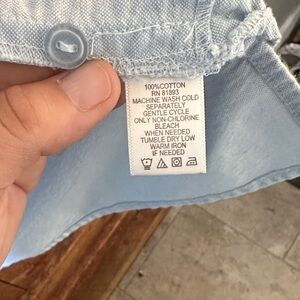 100%COTTON
RN 81893
MACHINE WASH COLD
SEPARATELY
GENTLE CYCLE
ONLY NON-CHLORINE
BLEACH
WHEN NEEDED
TUMBLE DRY LOW
WARM IRON
IF NEEDED